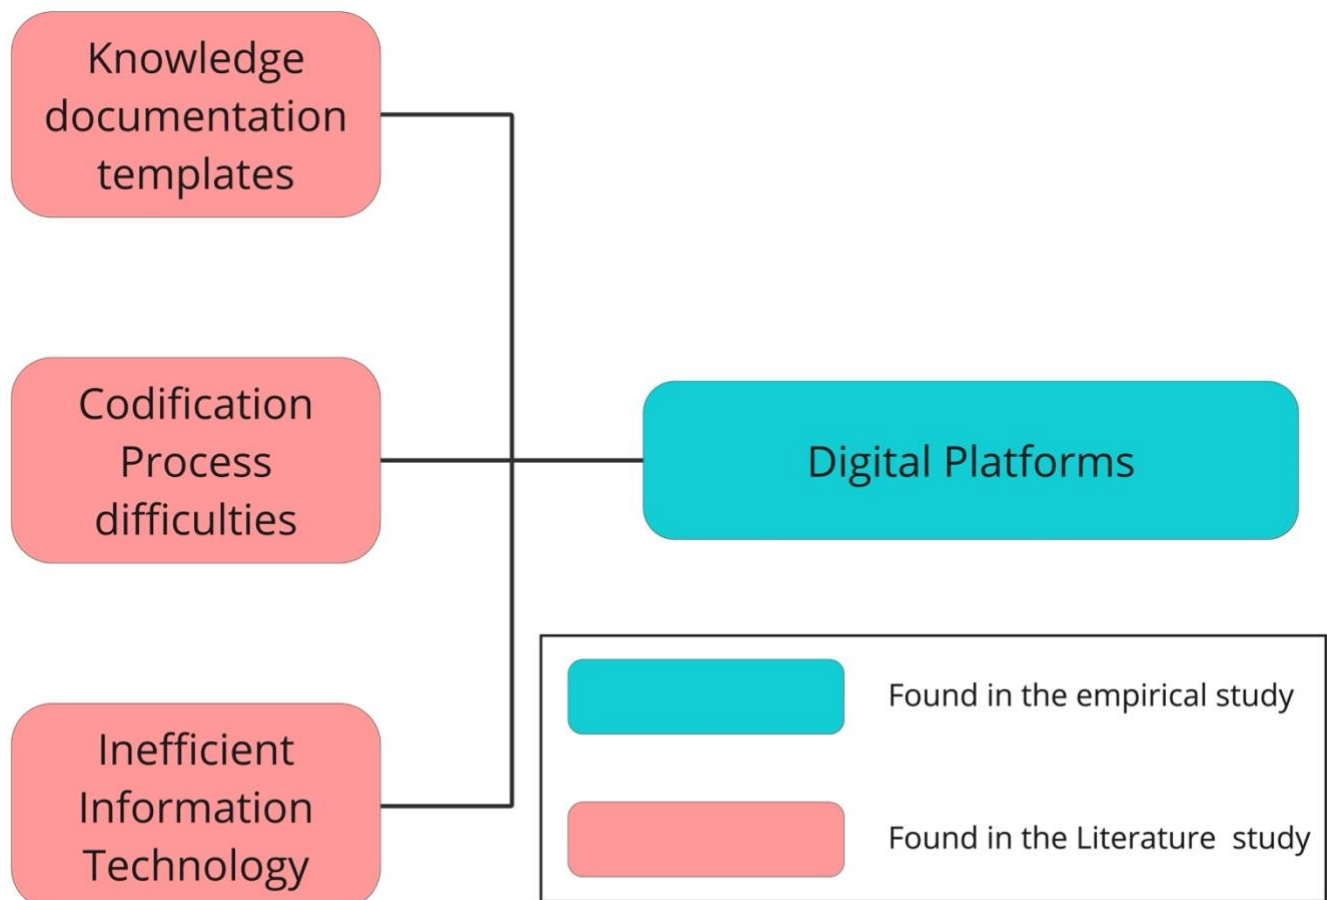 Knowledge
documentation
templates
Codification
Process
difficulties
Digital Platforms
Inefficient
Information
Technology
Found in the empirical study
Found in the Literature study